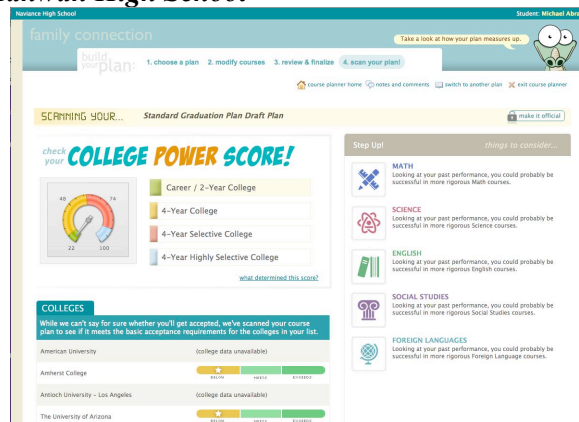 Naviance High School
Student: Michael Abra
family connection
Take a look at how your plan measures up.
build your plan:
1. choose a plan 2. modify courses 3. review & finalize 4. scan your plan!
course planner home notes and comments switch to another plan exit course planner
SCANNING YOUR... Standard Graduation Plan Draft Plan
make it official
check your COLLEGE POWER SCORE!
48 74
22 100
Career / 2-Year College
4-Year College
4-Year Selective College
4-Year Highly Selective College
what determined this score?
COLLEGES
While we can't say for sure whether you'll get accepted, we've scanned your course
plan to see if it meets the basic acceptance requirements for the colleges in your list.
American University (college data unavailable)
Amherst College
BELOW MEETS EXCEEDS
Antioch University - Los Angeles (college data unavailable)
The University of Arizona
BELOW MEETS EXCEEDS
Step Up! things to consider...
MATH
Looking at your past performance, you could probably be
successful in more rigorous Math courses.
SCIENCE
Looking at your past performance, you could probably be
successful in more rigorous Science courses.
ENGLISH
Looking at your past performance, you could probably be
successful in more rigorous English courses.
SOCIAL STUDIES
Looking at your past performance, you could probably be
successful in more rigorous Social Studies courses.
FOREIGN LANGUAGES
Looking at your past performance, you could probably be
successful in more rigorous Foreign Language courses.